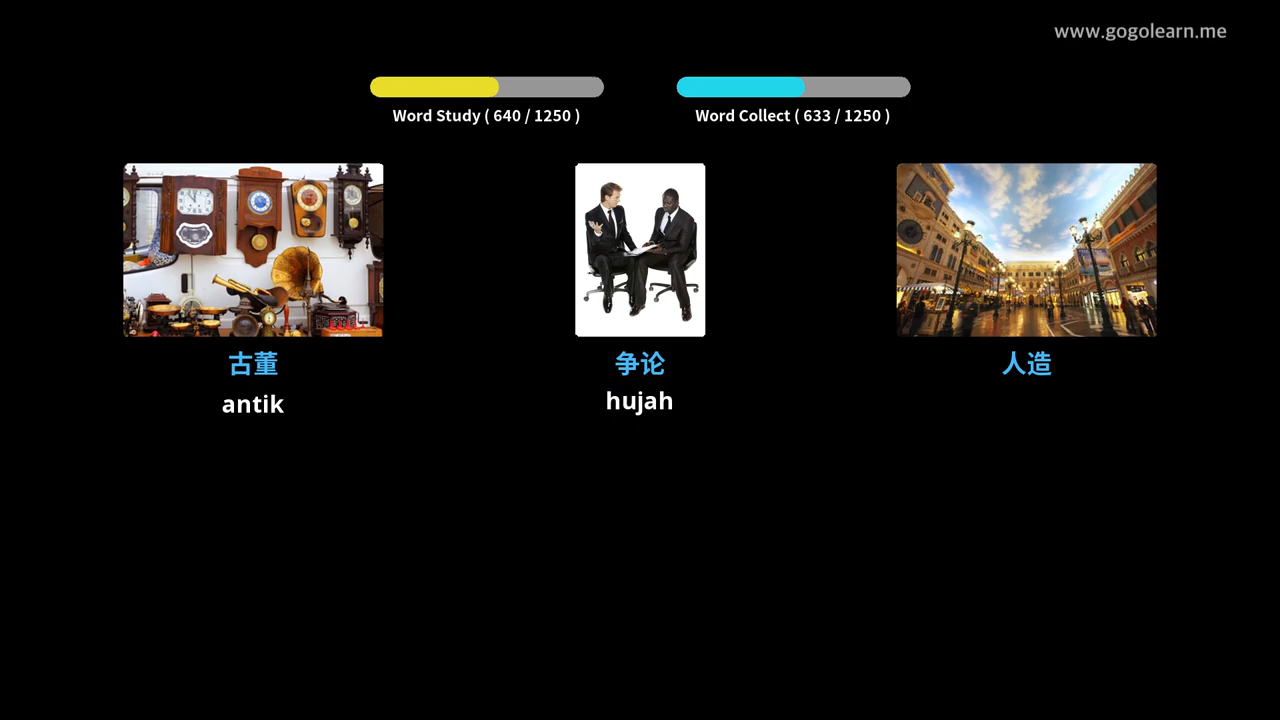 www.gogolearn.me
Word Study ( 640 / 1250 )
Word Collect ( 633 / 1250 )
古董
争论
人造
antik
hujah